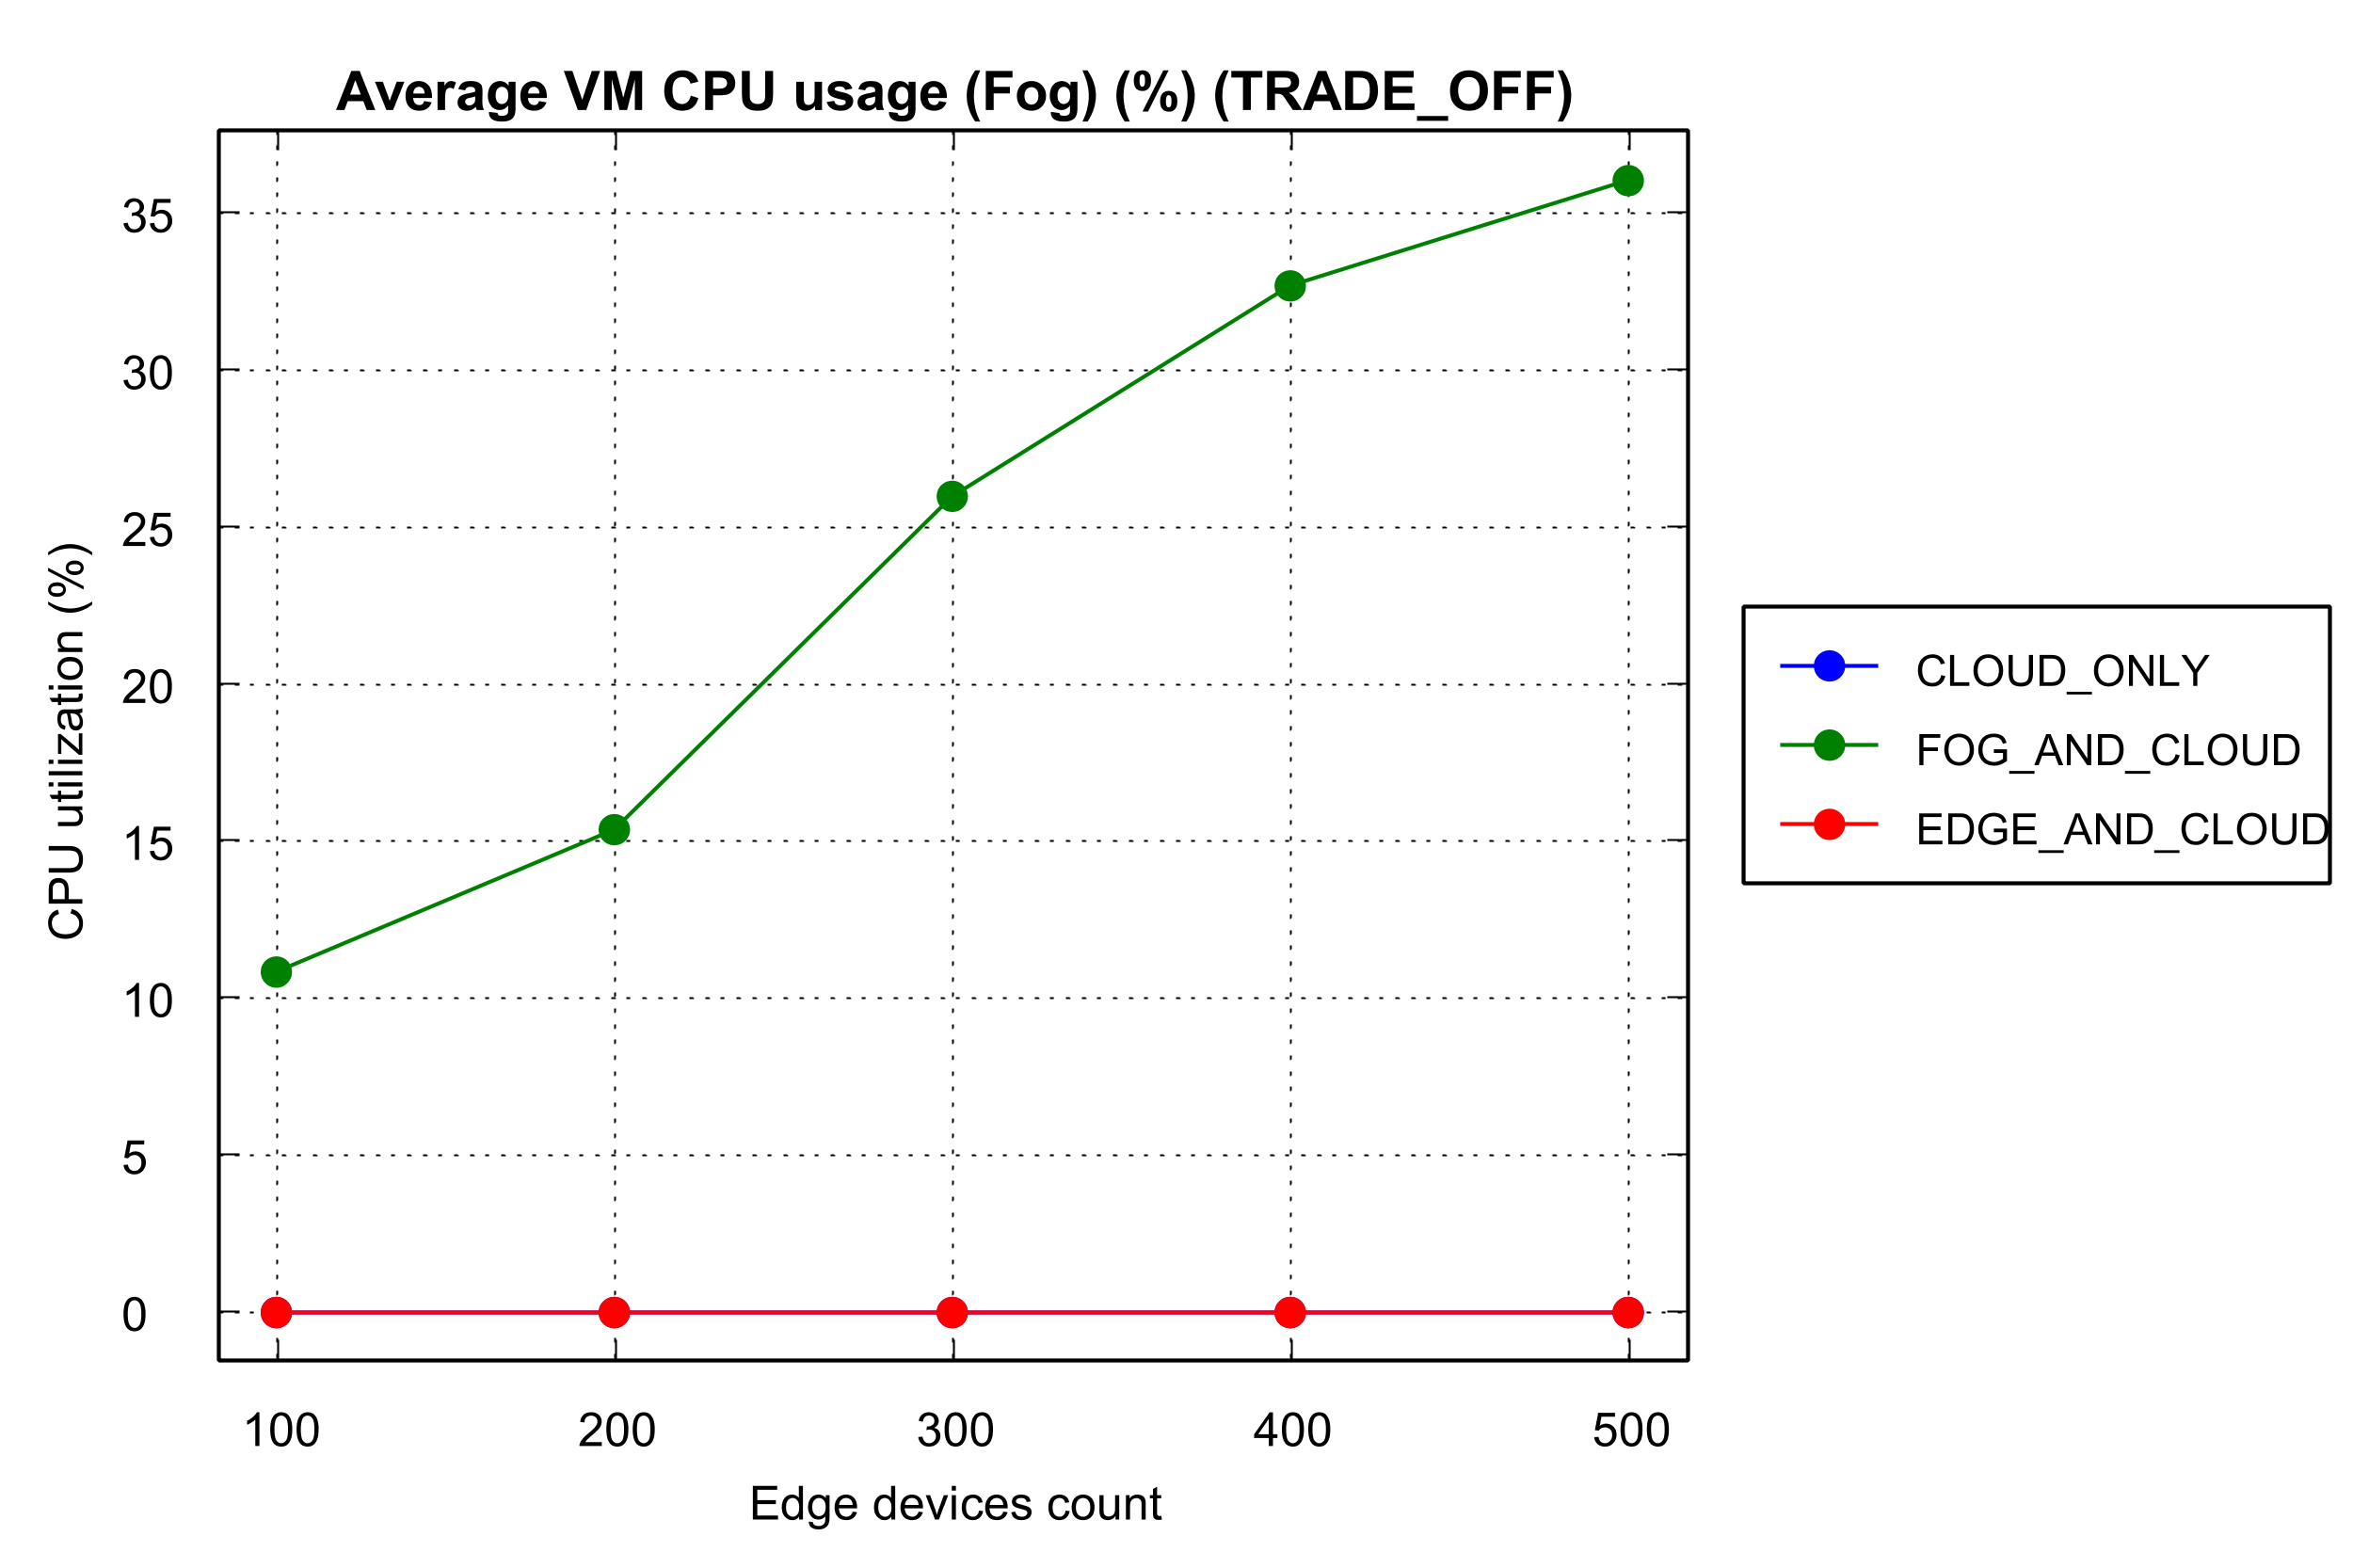 Average VM CPU usage (Fog) (%) (TRADE_OFF)
CPU utilization (%)
35
30
25
20
15
10
5
0
100 200 300 400 500
Edge devices count
CLOUD_ONLY
FOG_AND_CLOUD
EDGE_AND_CLOUD